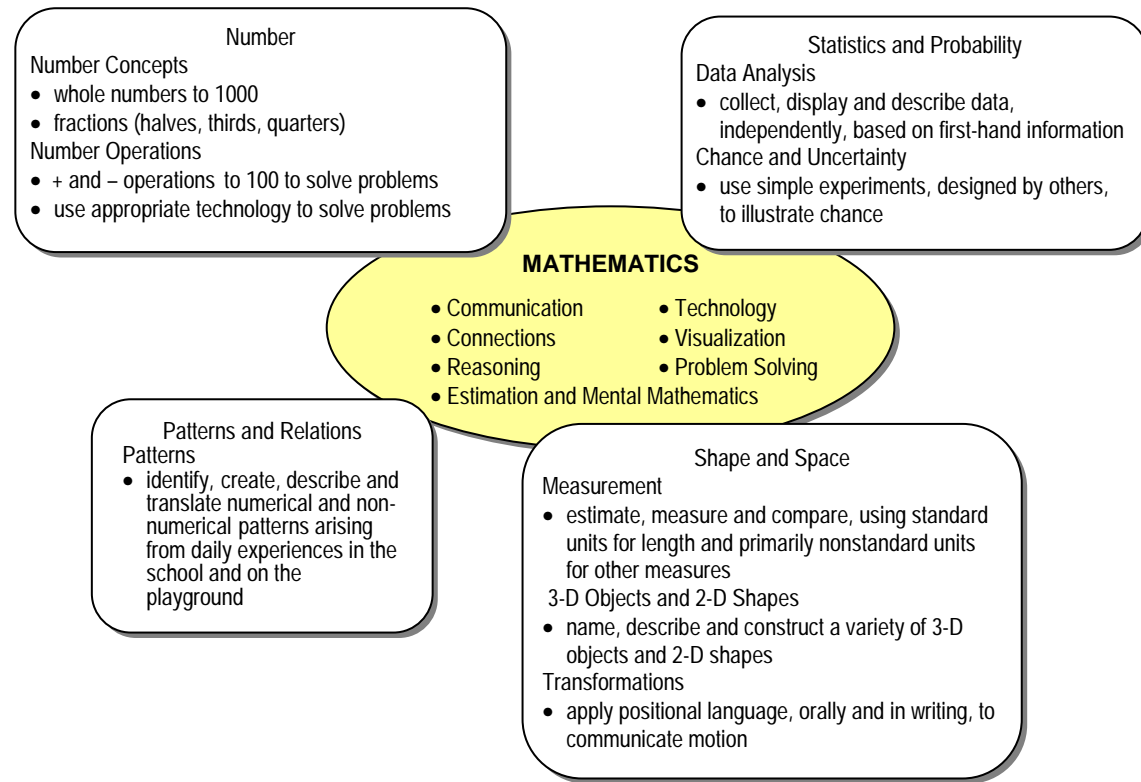 Number
Number Concepts
• whole numbers to 1000
• fractions (halves, thirds, quarters)
Number Operations
• + and – operations to 100 to solve problems
• use appropriate technology to solve problems
Statistics and Probability
Data Analysis
• collect, display and describe data,
independently, based on first-hand information
Chance and Uncertainty
• use simple experiments, designed by others,
to illustrate chance
MATHEMATICS
• Communication
• Technology
• Connections
• Visualization
• Reasoning
• Problem Solving
• Estimation and Mental Mathematics
Patterns and Relations
Patterns
• identify, create, describe and
translate numerical and non-
numerical patterns arising
from daily experiences in the
school and on the
playground
Shape and Space
Measurement
• estimate, measure and compare, using standard
units for length and primarily nonstandard units
for other measures
3-D Objects and 2-D Shapes
• name, describe and construct a variety of 3-D
objects and 2-D shapes
Transformations
• apply positional language, orally and in writing, to
communicate motion